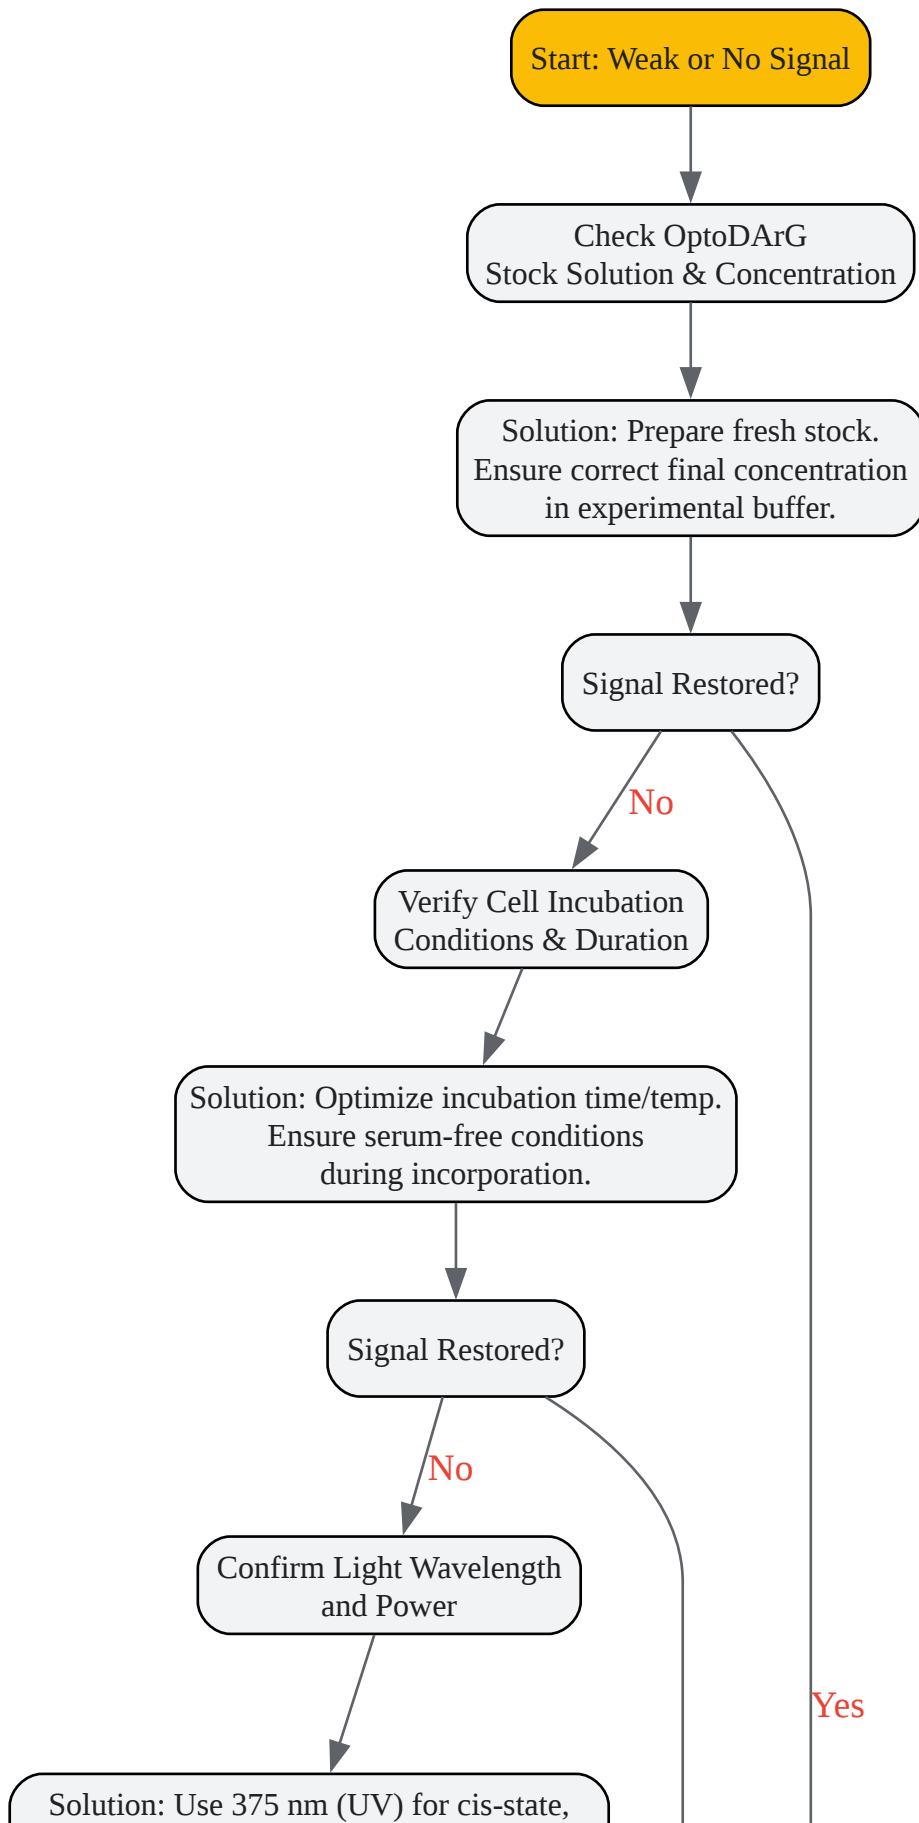 Start: Weak or No Signal
Check OptoDArG
Stock Solution & Concentration
Solution: Prepare fresh stock.
Ensure correct final concentration
in experimental buffer.
Signal Restored?
No
Verify Cell Incubation
Conditions & Duration
Solution: Optimize incubation time/temp.
Ensure serum-free conditions
during incorporation.
Signal Restored?
No
Confirm Light Wavelength
and Power
Yes
Solution: Use 375 nm (UV) for cis-state,